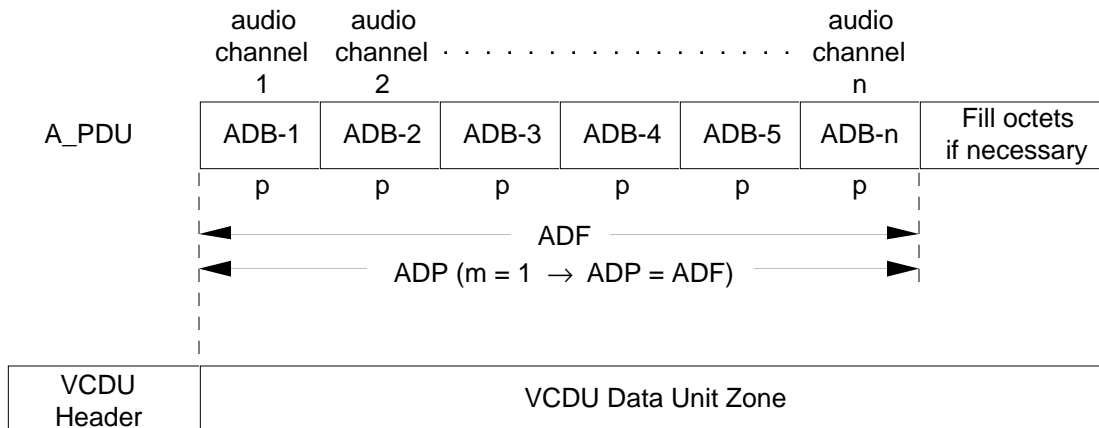 audio channel 1
audio channel 2
. . . . . . . . . . . . . . . . .
audio channel n
A_PDU
ADB-1 ADB-2 ADB-3 ADB-4 ADB-5 ADB-n Fill octets if necessary
p p p p p p
ADF
ADP (m = 1 → ADP = ADF)
VCDU Header
VCDU Data Unit Zone